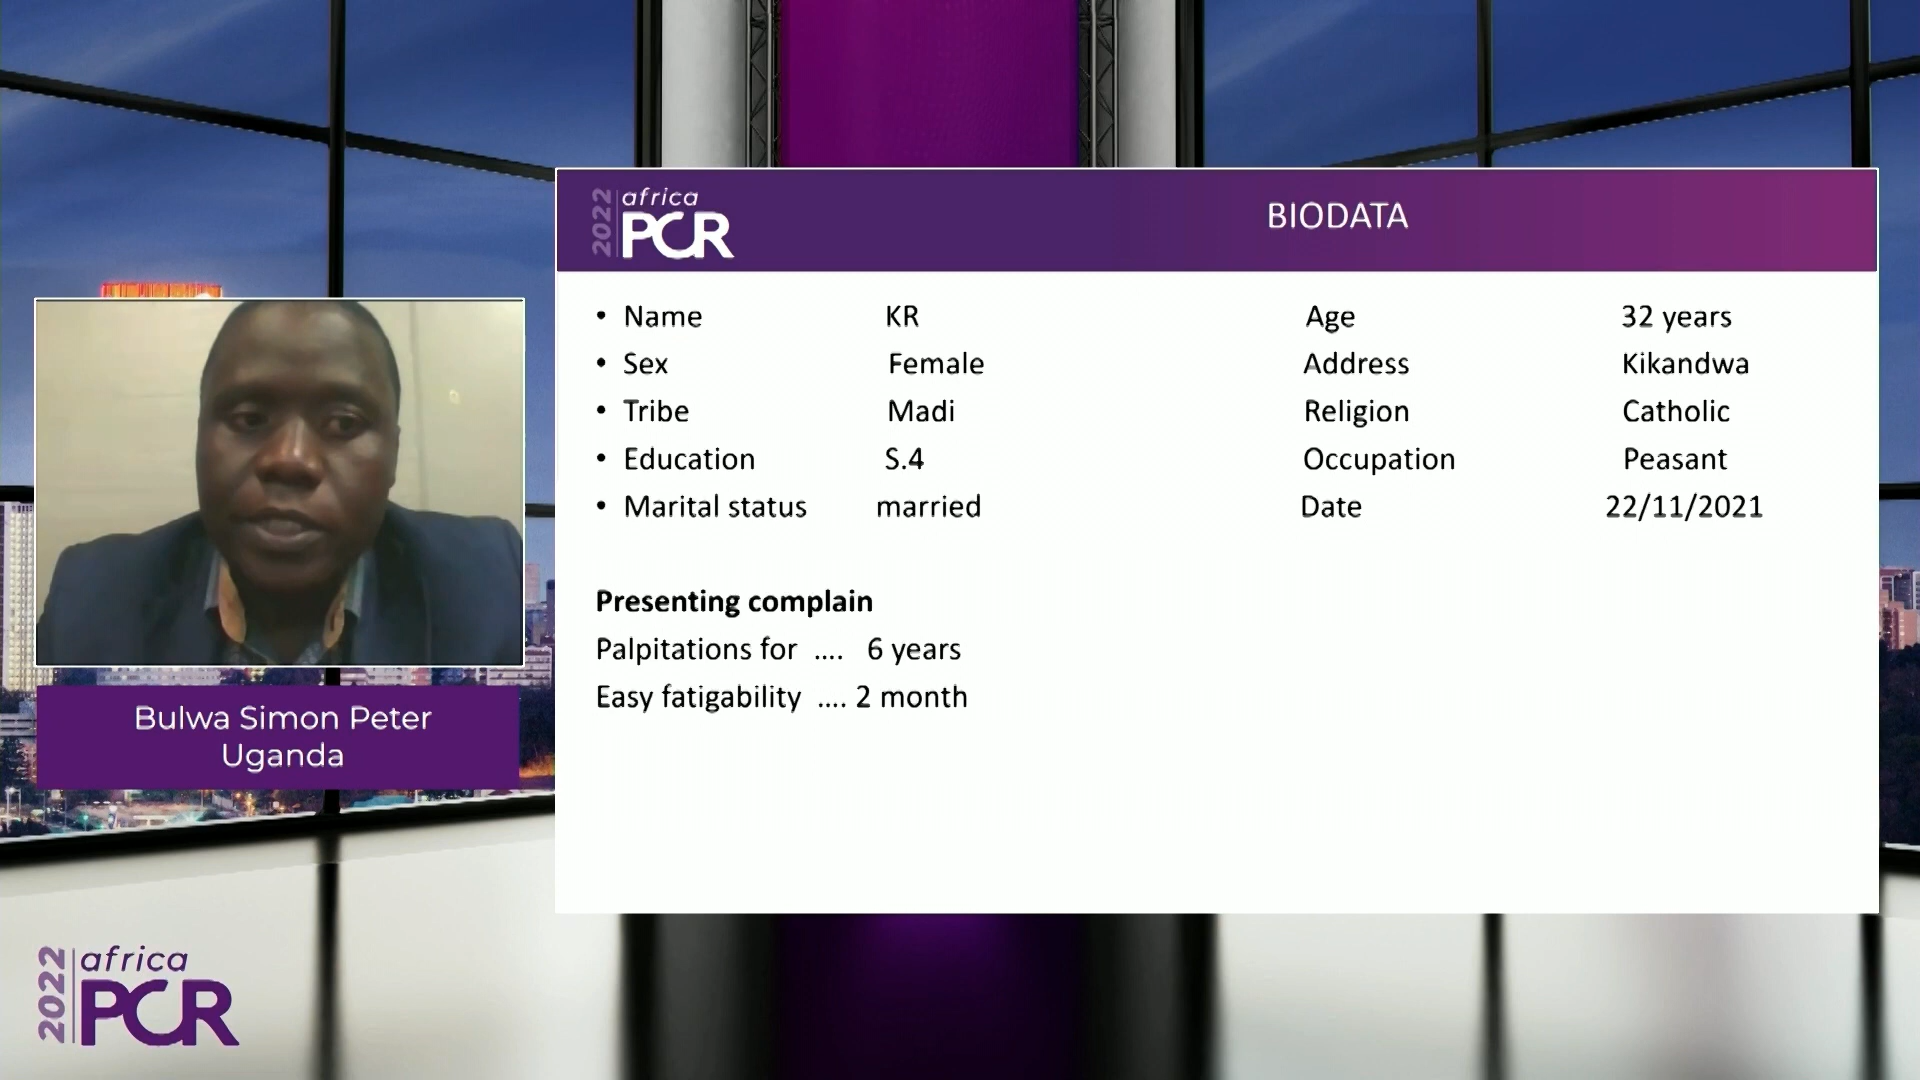 2022 africa PCR
BIODATA
• Name KR Age 32 years
• Sex Female Address Kikandwa
• Tribe Madi Religion Catholic
• Education S.4 Occupation Peasant
• Marital status married Date 22/11/2021
Presenting complain
Palpitations for .... 6 years
Easy fatigability .... 2 month
Bulwa Simon Peter
Uganda
2022 africa PCR